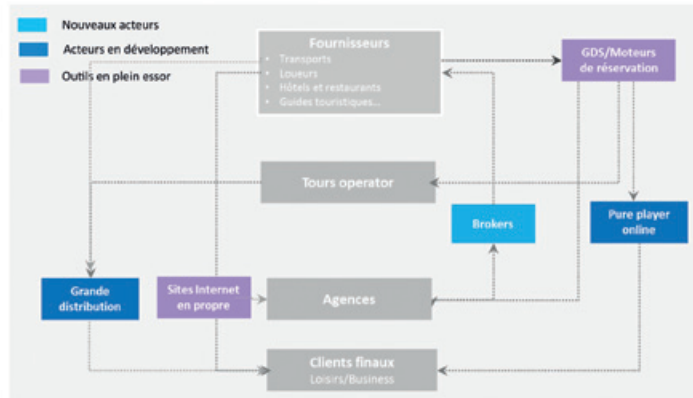 Nouveaux acteurs
Acteurs en développement
Outils en plein essor
Fournisseurs
• Transports
• Loueurs
• Hôtels et restaurants
• Guides touristiques...
GDS/Moteurs
de réservation
Tours operator
Brokers
Pure player
online
Grande
distribution
Sites Internet
en propre
Agences
Clients finaux
Loisirs/Business